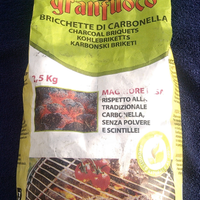 granfuoco
BRICCHETTE DI CARBONELLA
CHARCOAL BRIQUETS
KOHLEBRIKETTS
KARBONSKI BRIKETI
2,5 Kg
RISPETTO ALLA
TRADIZIONALE
CARBONELLA,
SENZA POLVERE
E SCINTILLE!